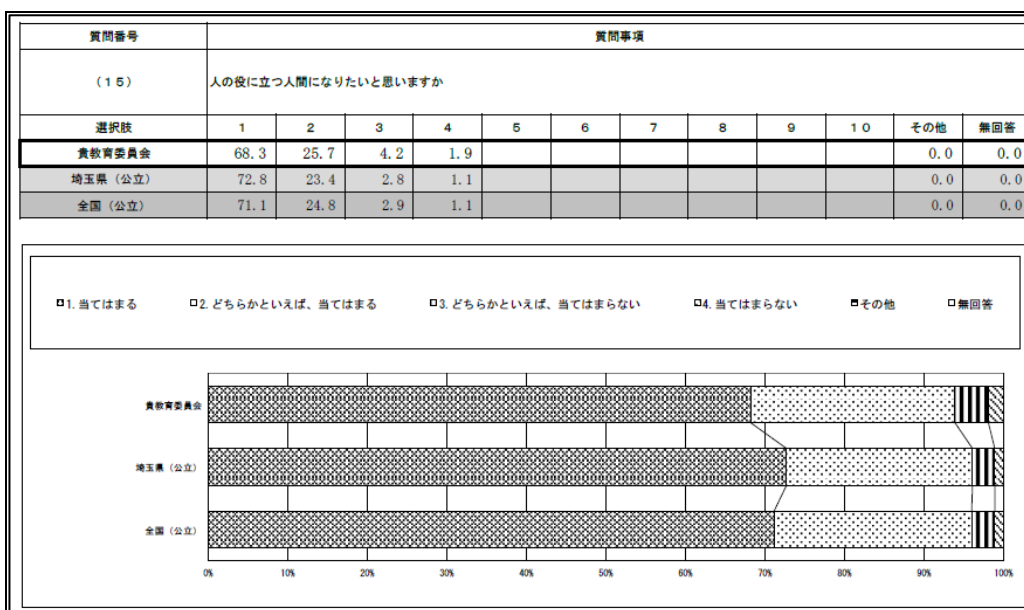 質問番号 質問事項
（１５） 人の役に立つ人間になりたいと思いますか
選択肢 １ ２ ３ ４ ５ ６ ７ ８ ９ １０ その他 無回答
貴教育委員会 68.3 25.7 4.2 1.9 0.0 0.0
埼玉県（公立） 72.8 23.4 2.8 1.1 0.0 0.0
全国（公立） 71.1 24.8 2.9 1.1 0.0 0.0
1.当てはまる 2.どちらかといえば、当てはまる 3.どちらかといえば、当てはまらない 4.当てはまらない その他 無回答
貴教育委員会
埼玉県（公立）
全国（公立）
0% 10% 20% 30% 40% 50% 60% 70% 80% 90% 100%